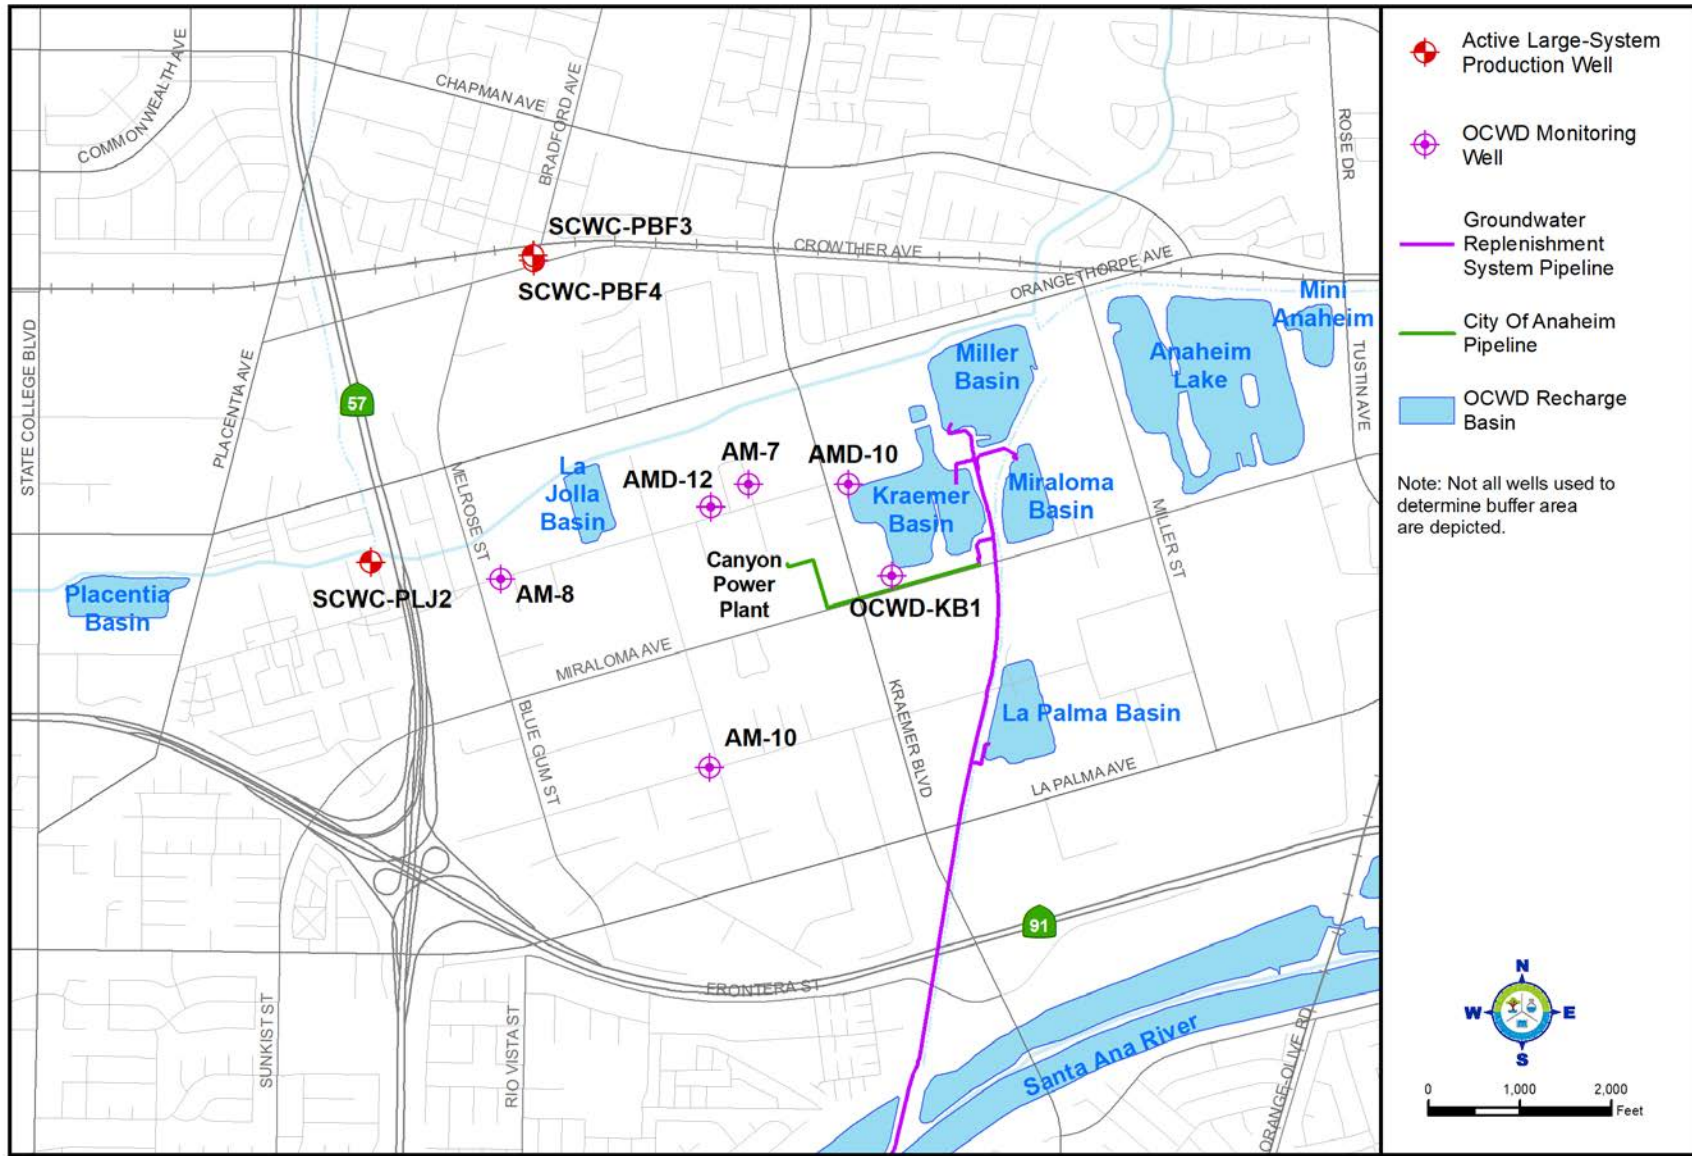 COMMONWEALTH AVE
CHAPMAN AVE
BRADFORD AVE
ROSE DR
SCWC-PBF3
SCWC-PBF4
CROWTHER AVE
ORANGETHORPE AVE
STATE COLLEGE BLVD
PLACENTIA AVE
57
Mini
Anaheim
Miller
Basin
Anaheim
Lake
TUSTIN AVE
MELROSE ST
La
Jolla
Basin
AMD-12
AM-7
AMD-10
Kraemer
Basin
Miraloma
Basin
MILLER ST
Placentia
Basin
SCWC-PLJ2
AM-8
Canyon
Power
Plant
OCWD-KB1
MIRALOMA AVE
BLUE GUM ST
KRAEMER BLVD
La Palma Basin
AM-10
LA PALMA AVE
91
FRONTERA ST
SUNKIST ST
RIO VISTA ST
Santa Ana River
ORANGE-OLIVE RD
Active Large-System
Production Well
OCWD Monitoring
Well
Groundwater
Replenishment
System Pipeline
City Of Anaheim
Pipeline
OCWD Recharge
Basin
Note: Not all wells used to
determine buffer area
are depicted.
N
W E
S
0 1,000 2,000
Feet